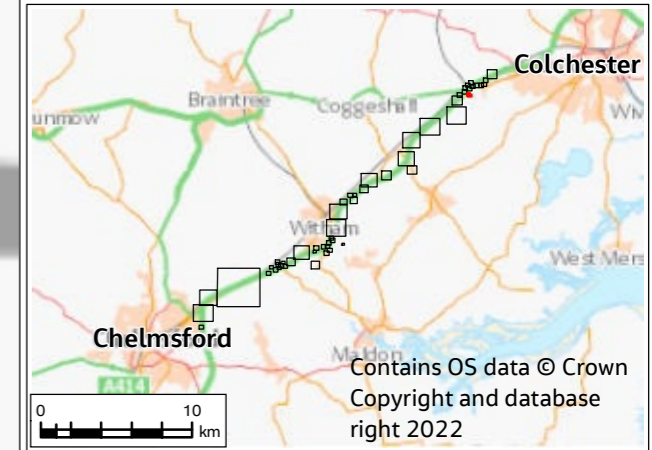 Colchester
Braintree
Coggeshall
unmow
Witham
West Mers
Chelmsford
Maldon
A414
Contains OS data © Crown
Copyright and database
right 2022
0 10
km